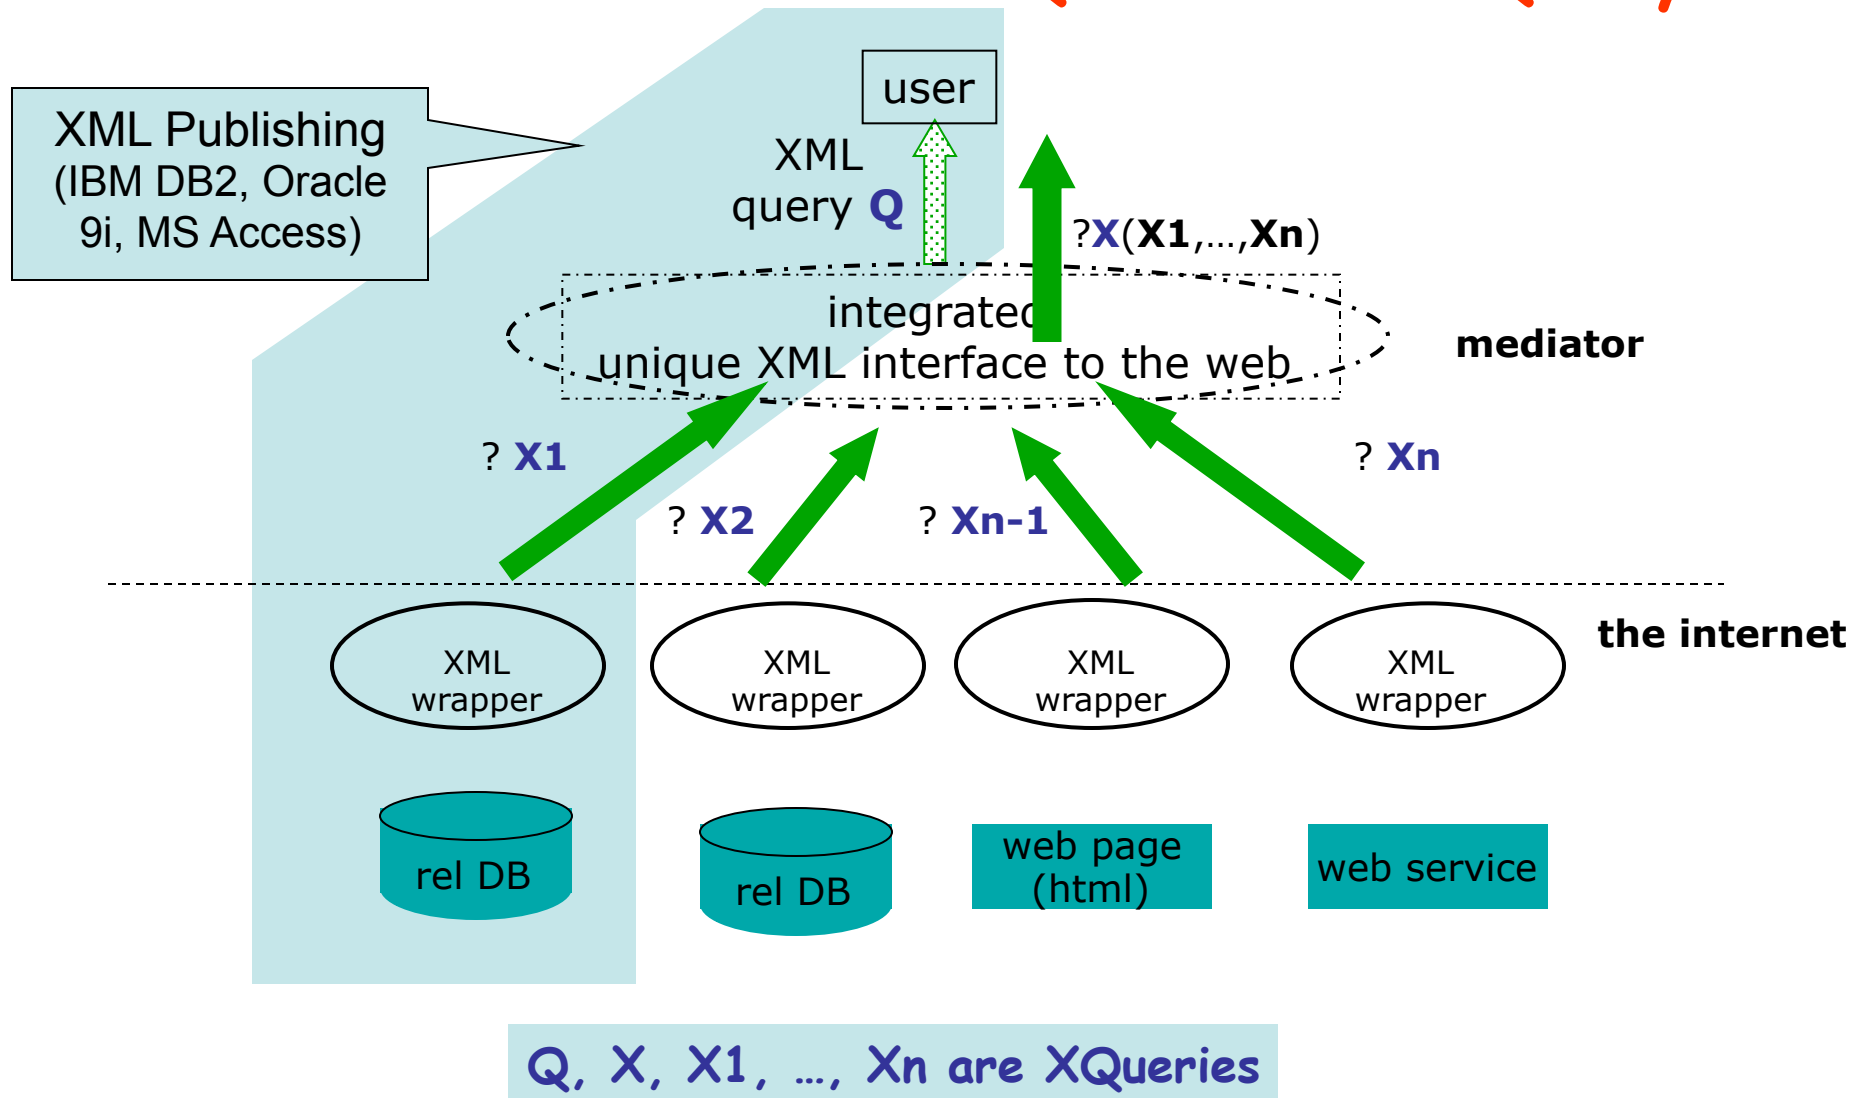 user
XML Publishing
(IBM DB2, Oracle
9i, MS Access)
XML
query Q
?X(X1,...,Xn)
integrated
unique XML interface to the web
mediator
? X1
? Xn
? X2
? Xn-1
the internet
XML
wrapper
XML
wrapper
XML
wrapper
XML
wrapper
rel DB
rel DB
web page
(html)
web service
Q, X, X1, ..., Xn are XQueries